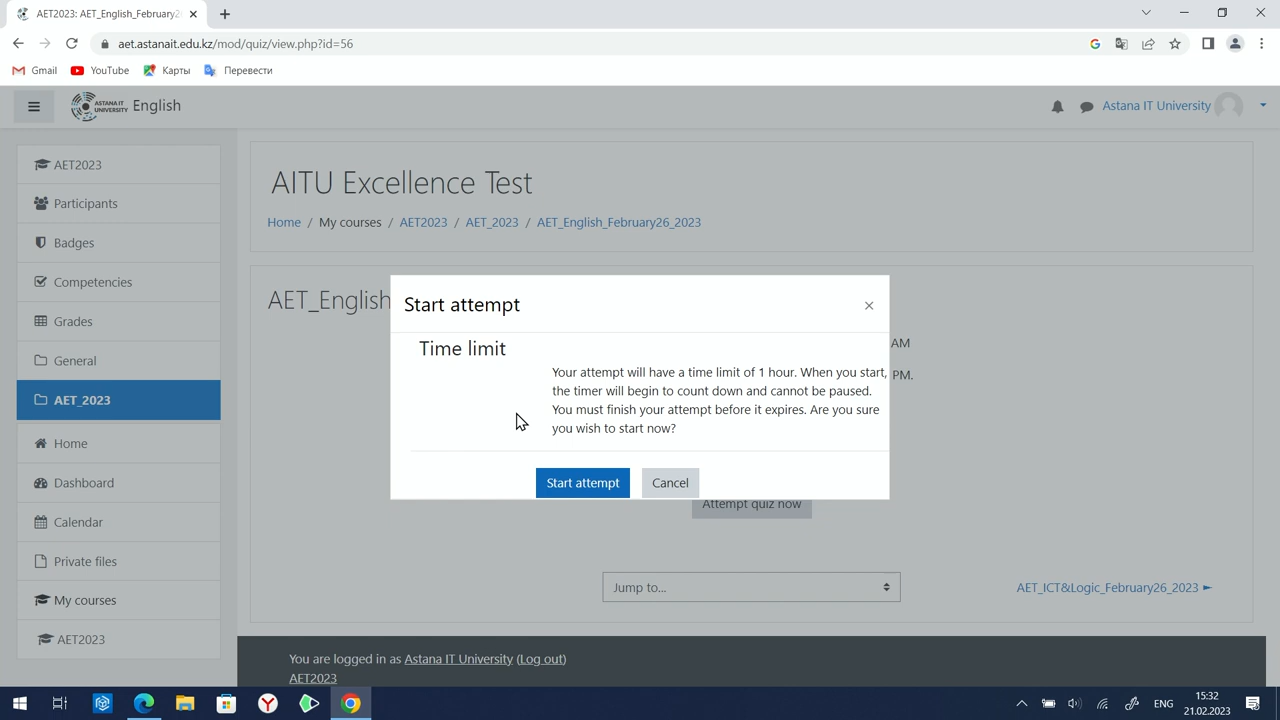 AET2023: AET_English_February2
aet.astanait.edu.kz/mod/quiz/view.php?id=56
Gmail
YouTube
Карты
Перевести
ASTANA IT
UNIVERSITY
English
Astana IT University
AET2023
Participants
Badges
Competencies
Grades
General
AET_2023
Home
Dashboard
Calendar
Private files
My courses
AET2023
AITU Excellence Test
Home / My courses / AET2023 / AET_2023 / AET_English_February26_2023
AET_English
AM
PM.
Start attempt
×
Time limit
Your attempt will have a time limit of 1 hour. When you start,
the timer will begin to count down and cannot be paused.
You must finish your attempt before it expires. Are you sure
you wish to start now?
Start attempt
Cancel
Attempt quiz now
Jump to...
AET_ICT&Logic_February26_2023 ►
You are logged in as Astana IT University (Log out)
AET2023
ENG
15:32
21.02.2023